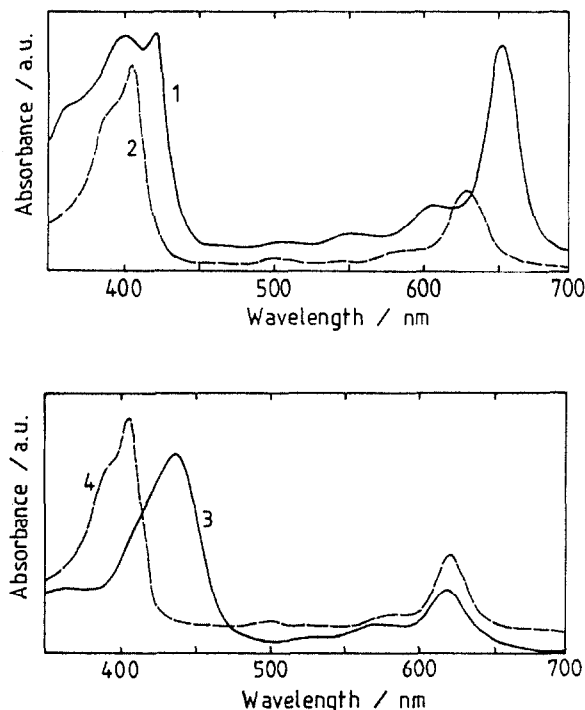 Absorbance / a.u.
1
2
400 500 600 700
Wavelength / nm
Absorbance / a.u.
4
3
400 500 600 700
Wavelength / nm